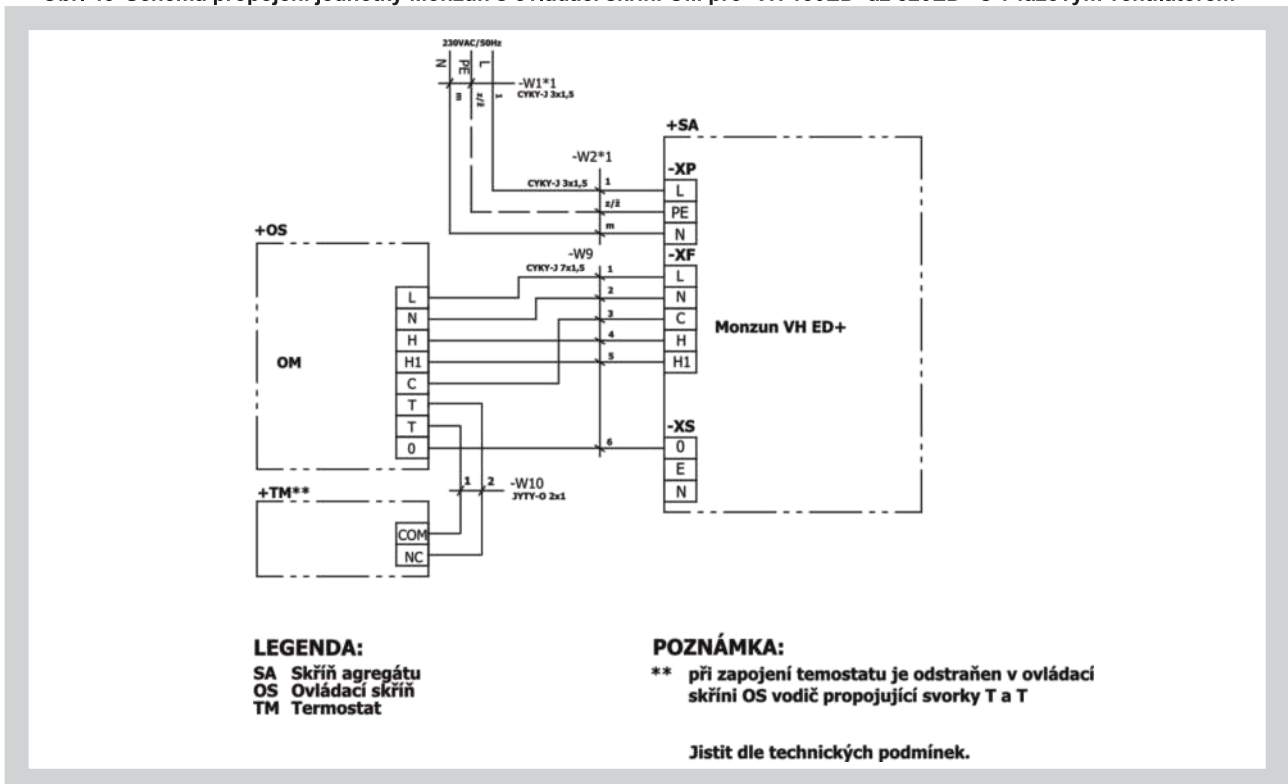 230VAC/50Hz
N
PE
L
-W1*1
CYKY-J 3x1,5
m
z/ž
1
+SA
-W2*1
-XP
CYKY-J 3x1,5
1
L
z/ž
PE
m
N
+OS
-W9
-XF
CYKY-J 7x1,5
1
L
L
2
N
N
3
C
Monzun VH ED+
H
4
H
OM
H1
5
H1
C
T
T
-XS
0
6
0
E
N
+TM**
1
2
-W10
JYTY-O 2x1
COM
NC
LEGENDA:
SA Skříň agregátu
OS Ovládací skříň
TM Termostat
POZNÁMKA:
** při zapojení temostatu je odstraňen v ovládací
skříni OS vodič propojující svorky T a T
Jistit dle technických podmínek.